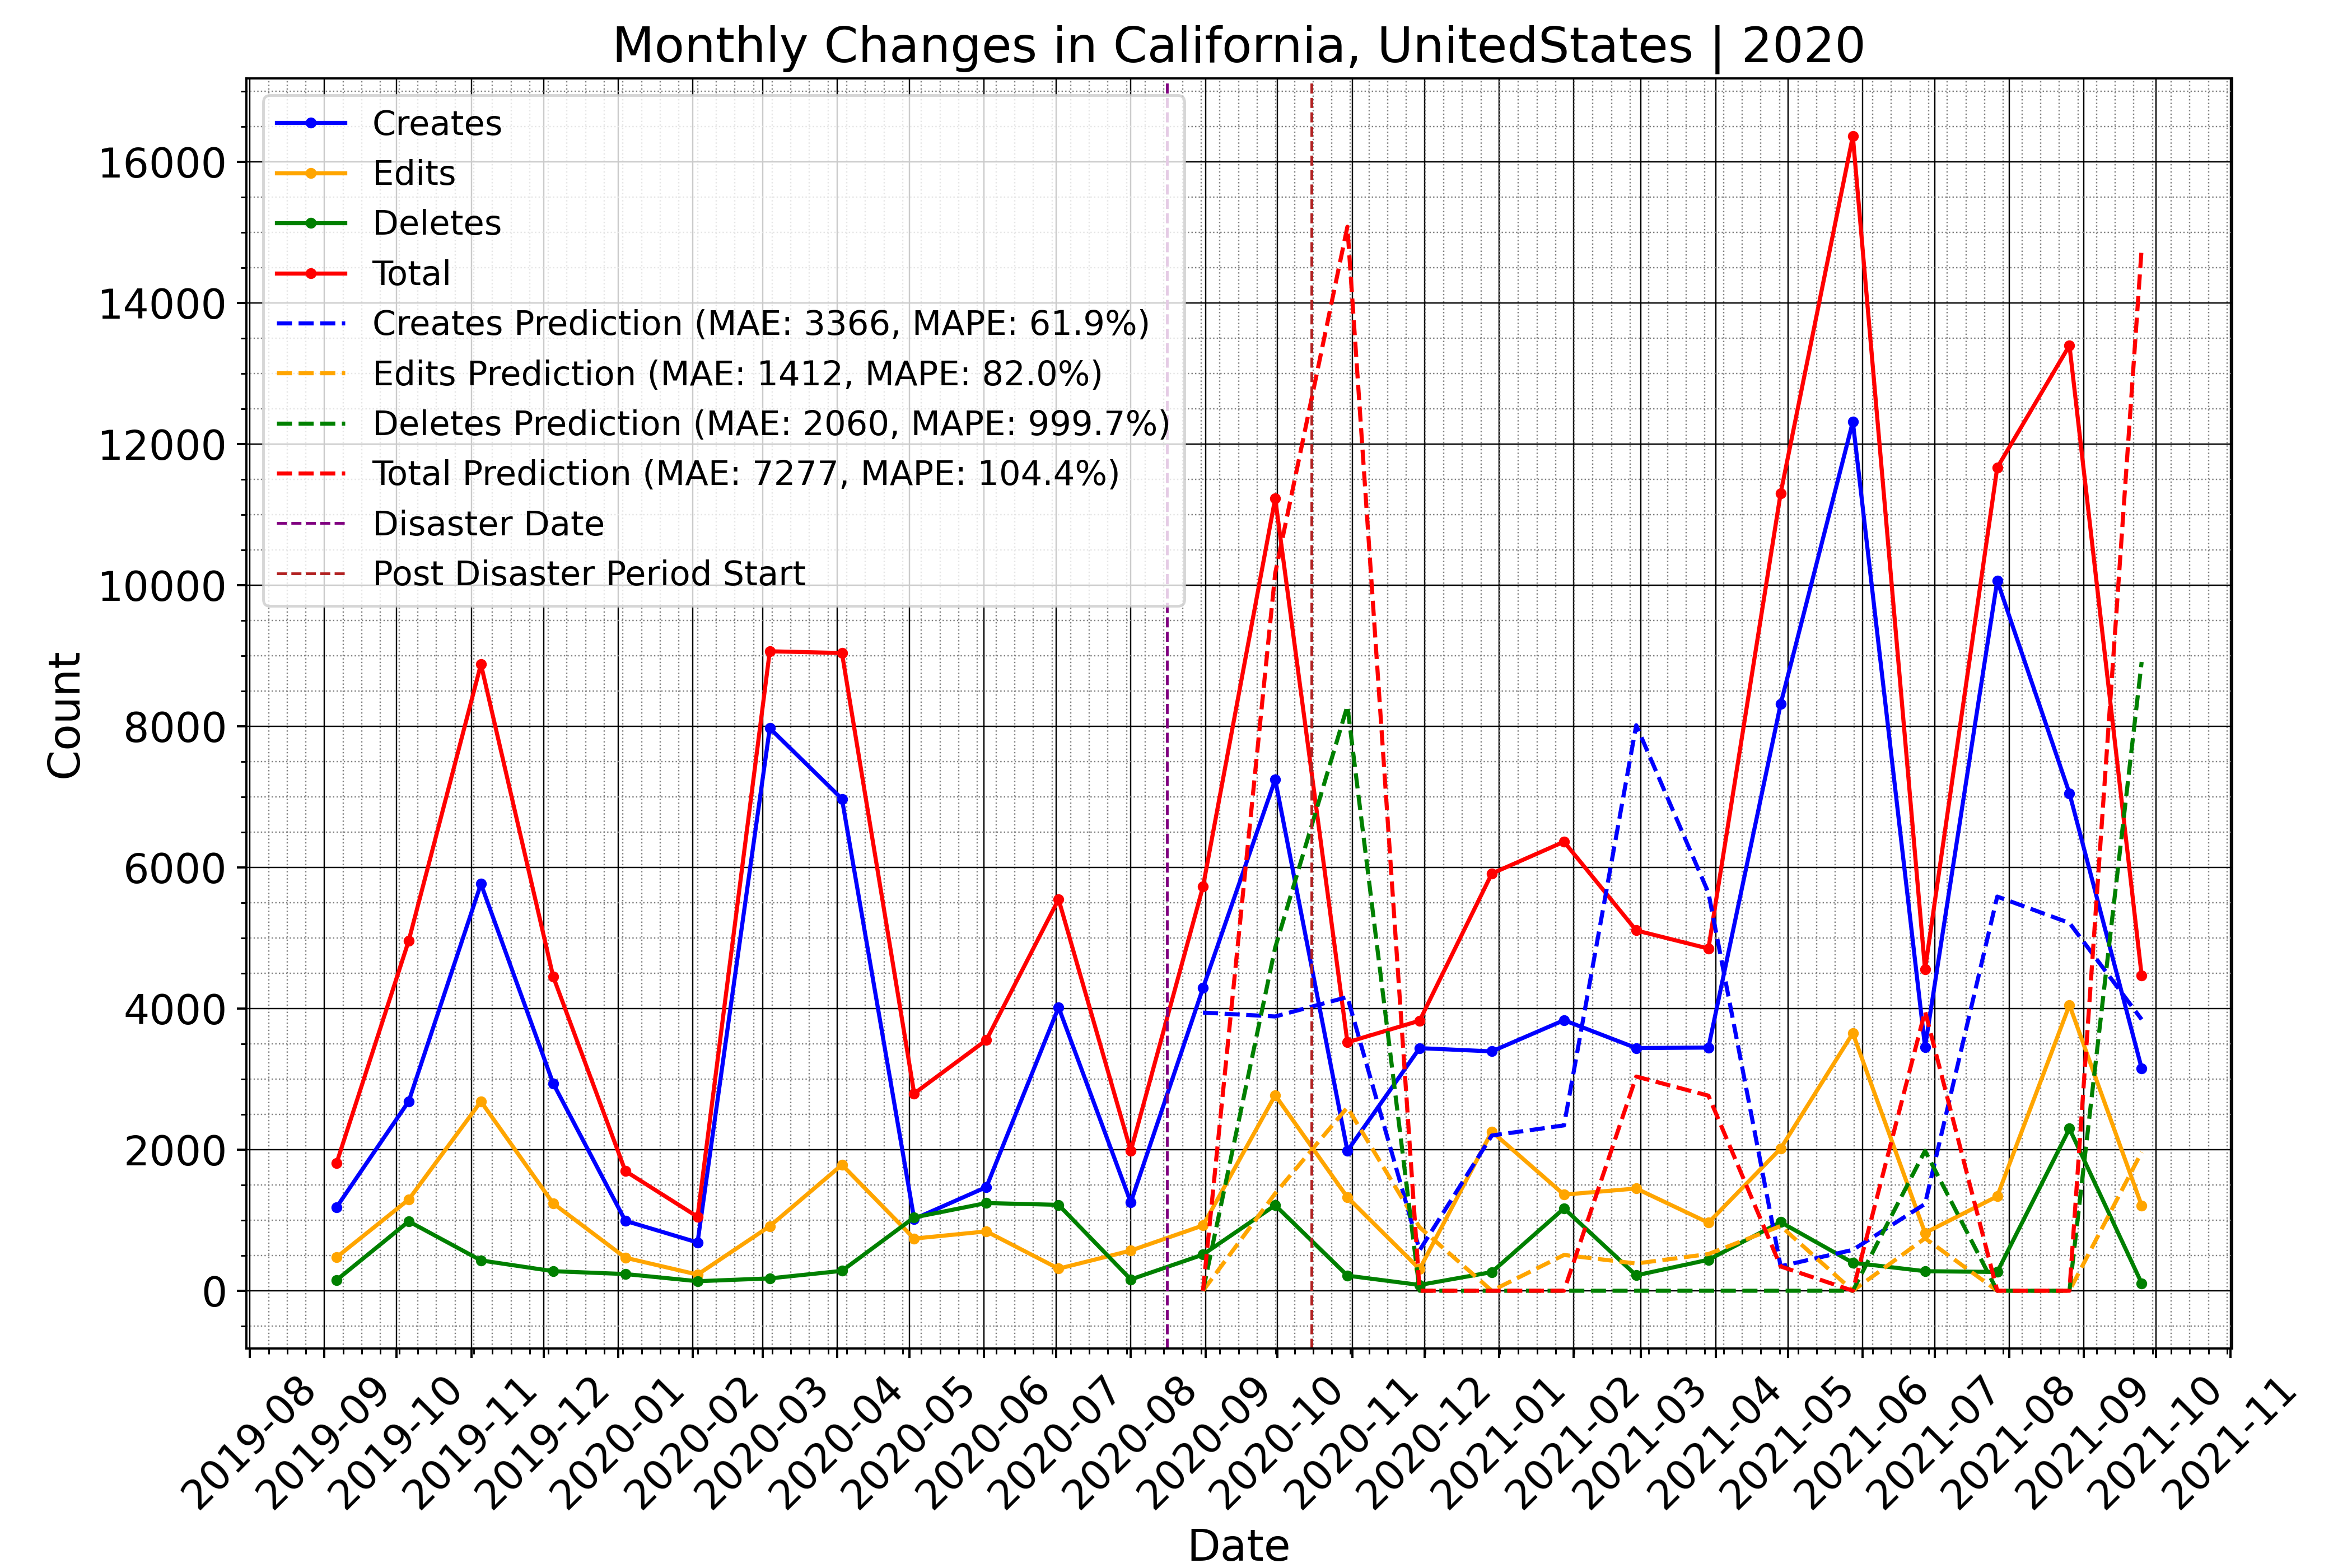 Monthly Changes in California, UnitedStates | 2020
Creates
Edits
Deletes
Total
Creates Prediction (MAE: 3366, MAPE: 61.9%)
Edits Prediction (MAE: 1412, MAPE: 82.0%)
Deletes Prediction (MAE: 2060, MAPE: 999.7%)
Total Prediction (MAE: 7277, MAPE: 104.4%)
Disaster Date
Post Disaster Period Start
16000
14000
12000
10000
8000
6000
4000
2000
0
Count
2019-08
2019-09
2019-10
2019-11
2019-12
2020-01
2020-02
2020-03
2020-04
2020-05
2020-06
2020-07
2020-08
2020-09
2020-10
2020-11
2020-12
2021-01
2021-02
2021-03
2021-04
2021-05
2021-06
2021-07
2021-08
2021-09
2021-10
2021-11
Date